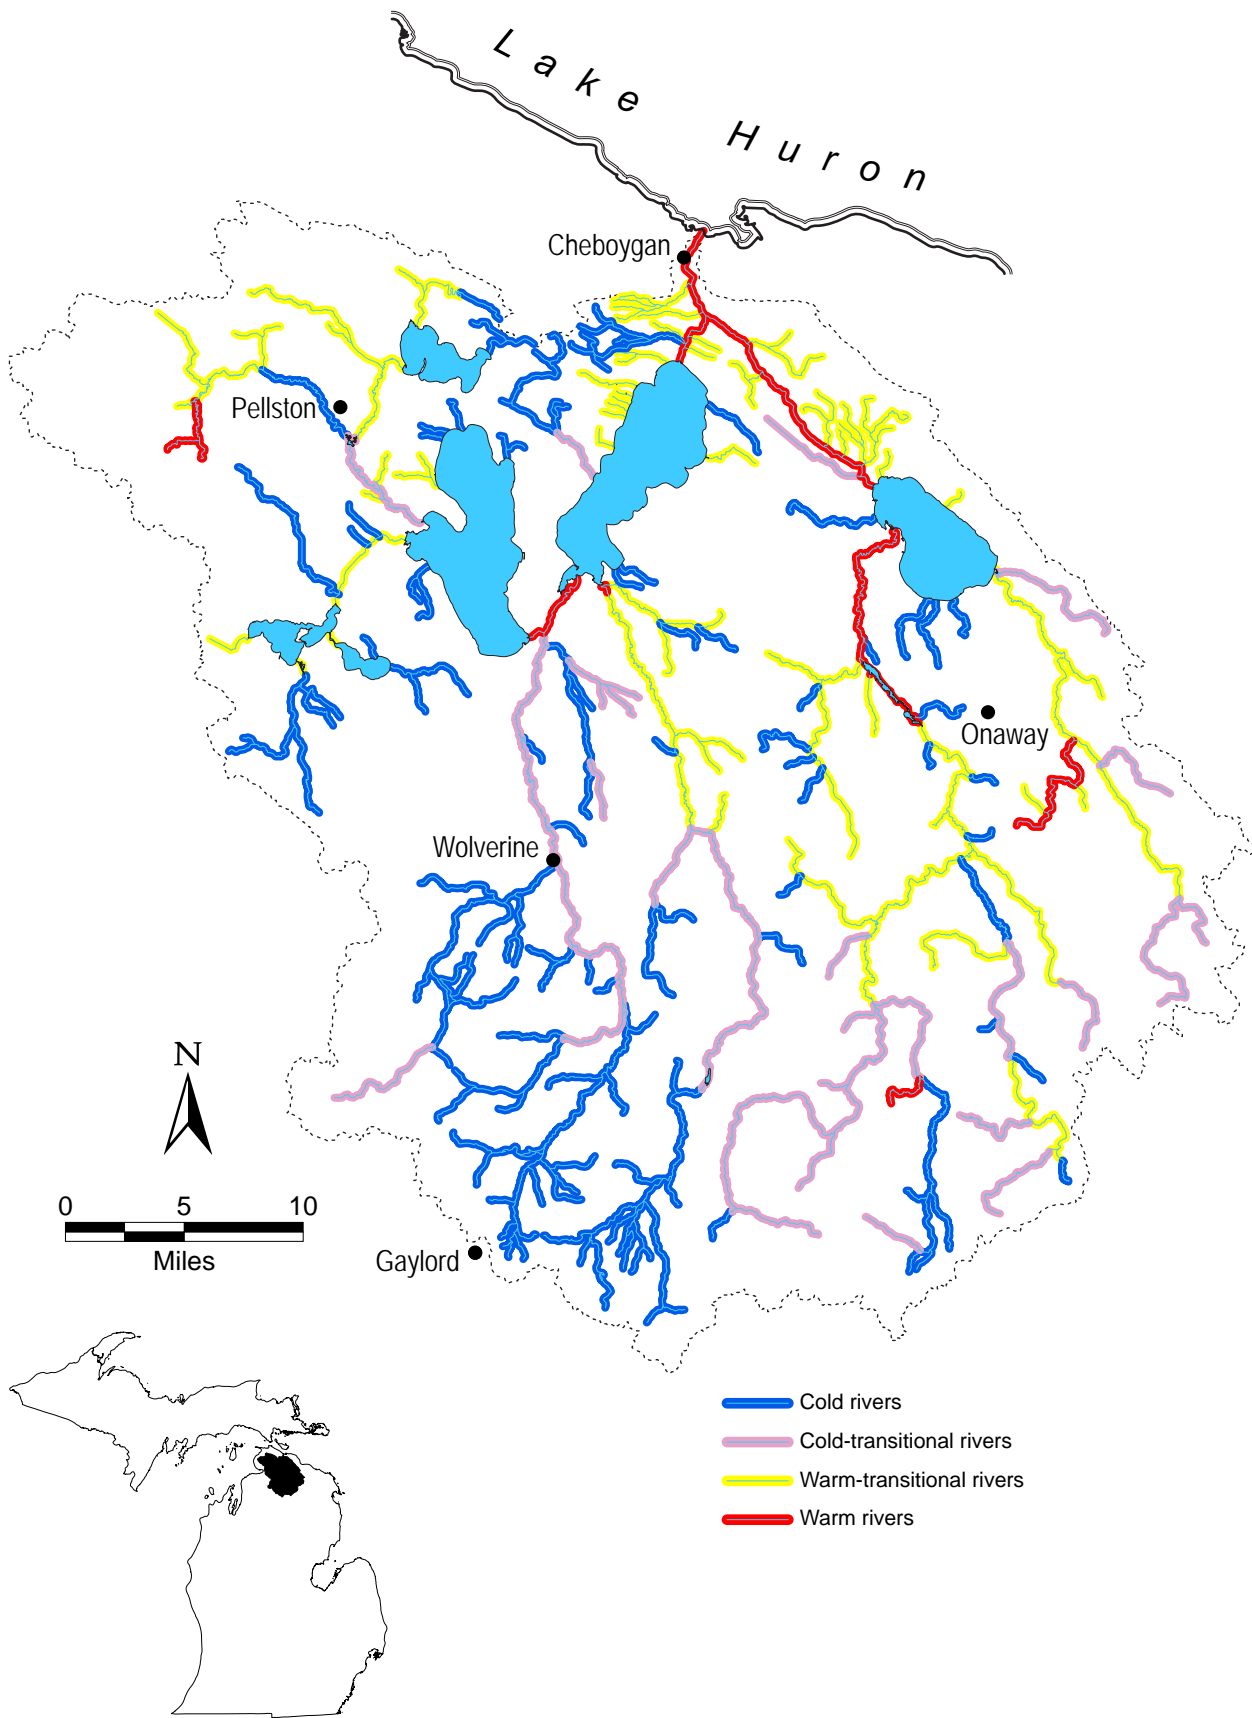 Lake Huron
Cheboygan
Pellston
Onaway
Wolverine
N
0 5 10
Miles
Gaylord
Cold rivers
Cold-transitional rivers
Warm-transitional rivers
Warm rivers